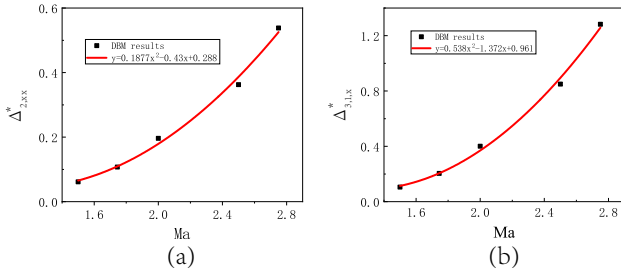 0.6
0.4
0.2
0.0
Δ*2,xx
DBM results
y=0.1877x²-0.43x+0.288
1.6 2.0 2.4 2.8
Ma
(a)
1.2
0.8
0.4
0.0
Δ*3,1,x
DBM results
y=0.538x²-1.372x+0.961
1.6 2.0 2.4 2.8
Ma
(b)